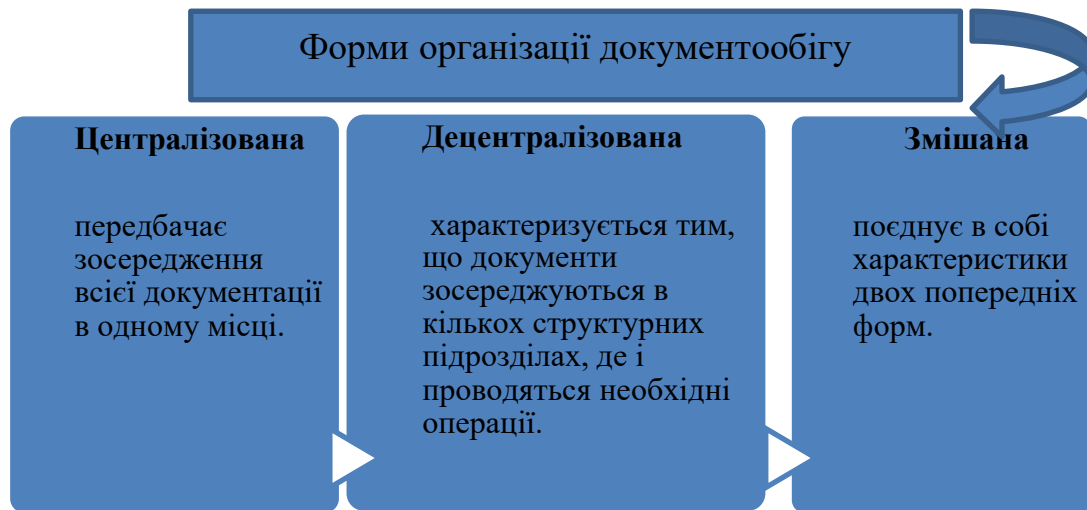 Форми організації документообігу
Централізована
передбачає
зосередження
всієї документації
в одному місці.
Децентралізована
характеризується тим,
що документи
зосереджуються в
кількох структурних
підрозділах, де і
проводяться необхідні
операції.
Змішана
поєднує в собі
характеристики
двох попередніх
форм.